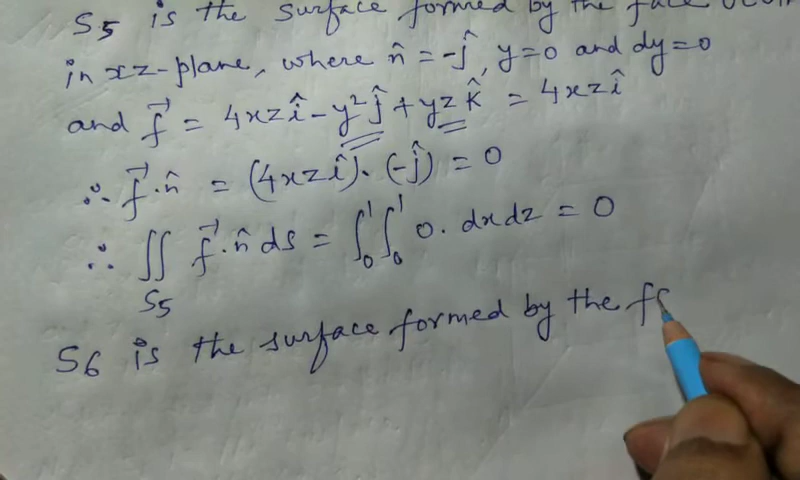 S5 is the surface formed by the face
in xz-plane, where n̂ = -ĵ, y=0 and dy=0
and f⃗ = 4xzî - y²ĵ + yzk̂ = 4xzî
∴ f⃗.n̂ = (4xzî).(-ĵ) = 0
∴ ∬ f⃗.n̂ ds = ∫₀¹∫₀¹ 0. dxdz = 0
S5
S6 is the surface formed by the